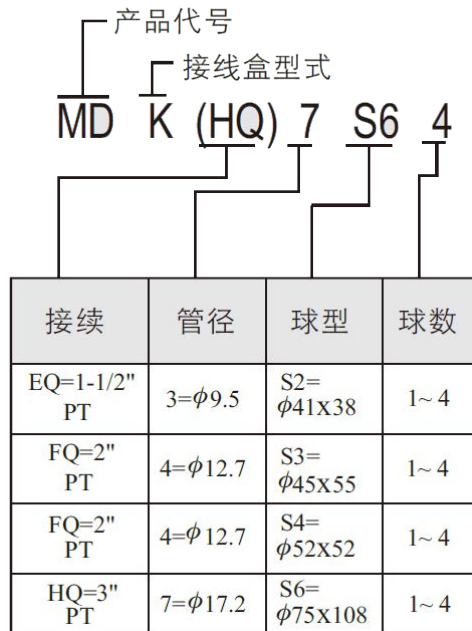 产品代号
接线盒型式
MD K (HQ) 7 S6 4
接续 管径 球型 球数
EQ=1-1/2" PT 3=ϕ9.5 S2= ϕ41X38 1~4
FQ=2" PT 4=ϕ12.7 S3= ϕ45X55 1~4
FQ=2" PT 4=ϕ12.7 S4= ϕ52X52 1~4
HQ=3" PT 7=ϕ17.2 S6= ϕ75X108 1~4